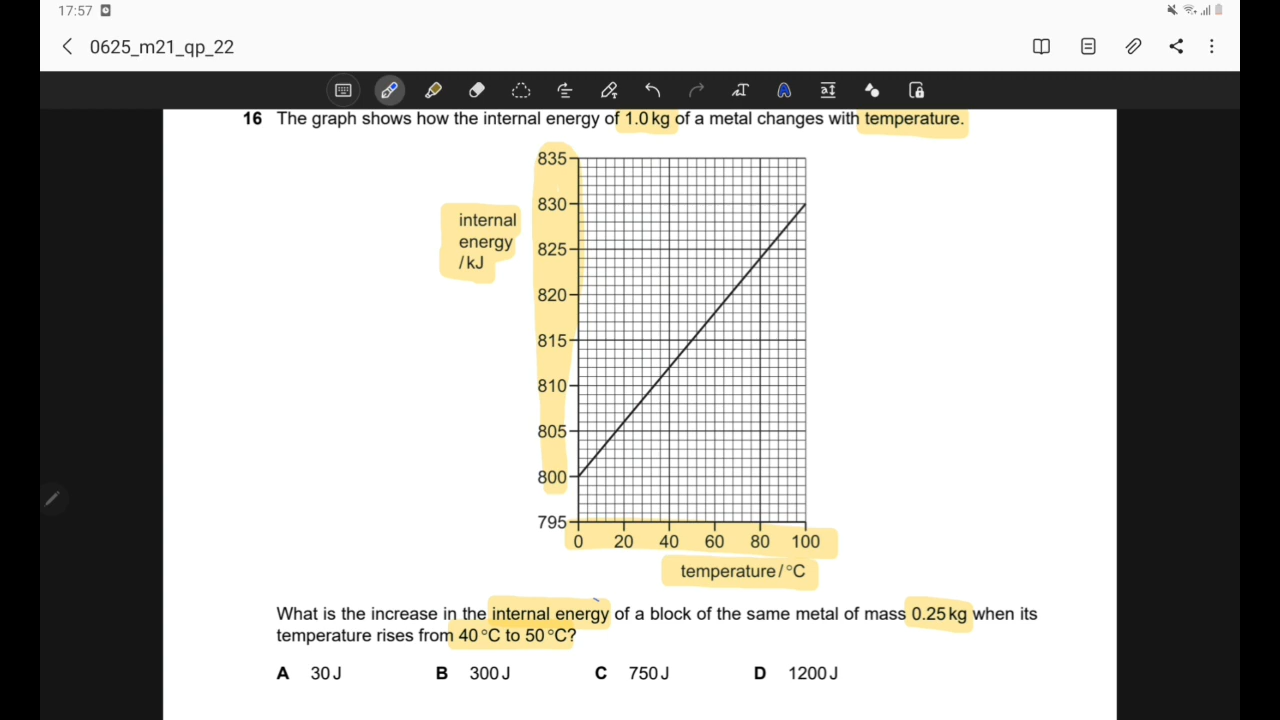 17:57
0625_m21_qp_22
16 The graph shows how the internal energy of 1.0 kg of a metal changes with temperature.
835
830
825
820
815
810
805
800
795
internal
energy
/ kJ
0 20 40 60 80 100
temperature / °C
What is the increase in the internal energy of a block of the same metal of mass 0.25 kg when its
temperature rises from 40 °C to 50 °C?
A 30 J B 300 J C 750 J D 1200 J